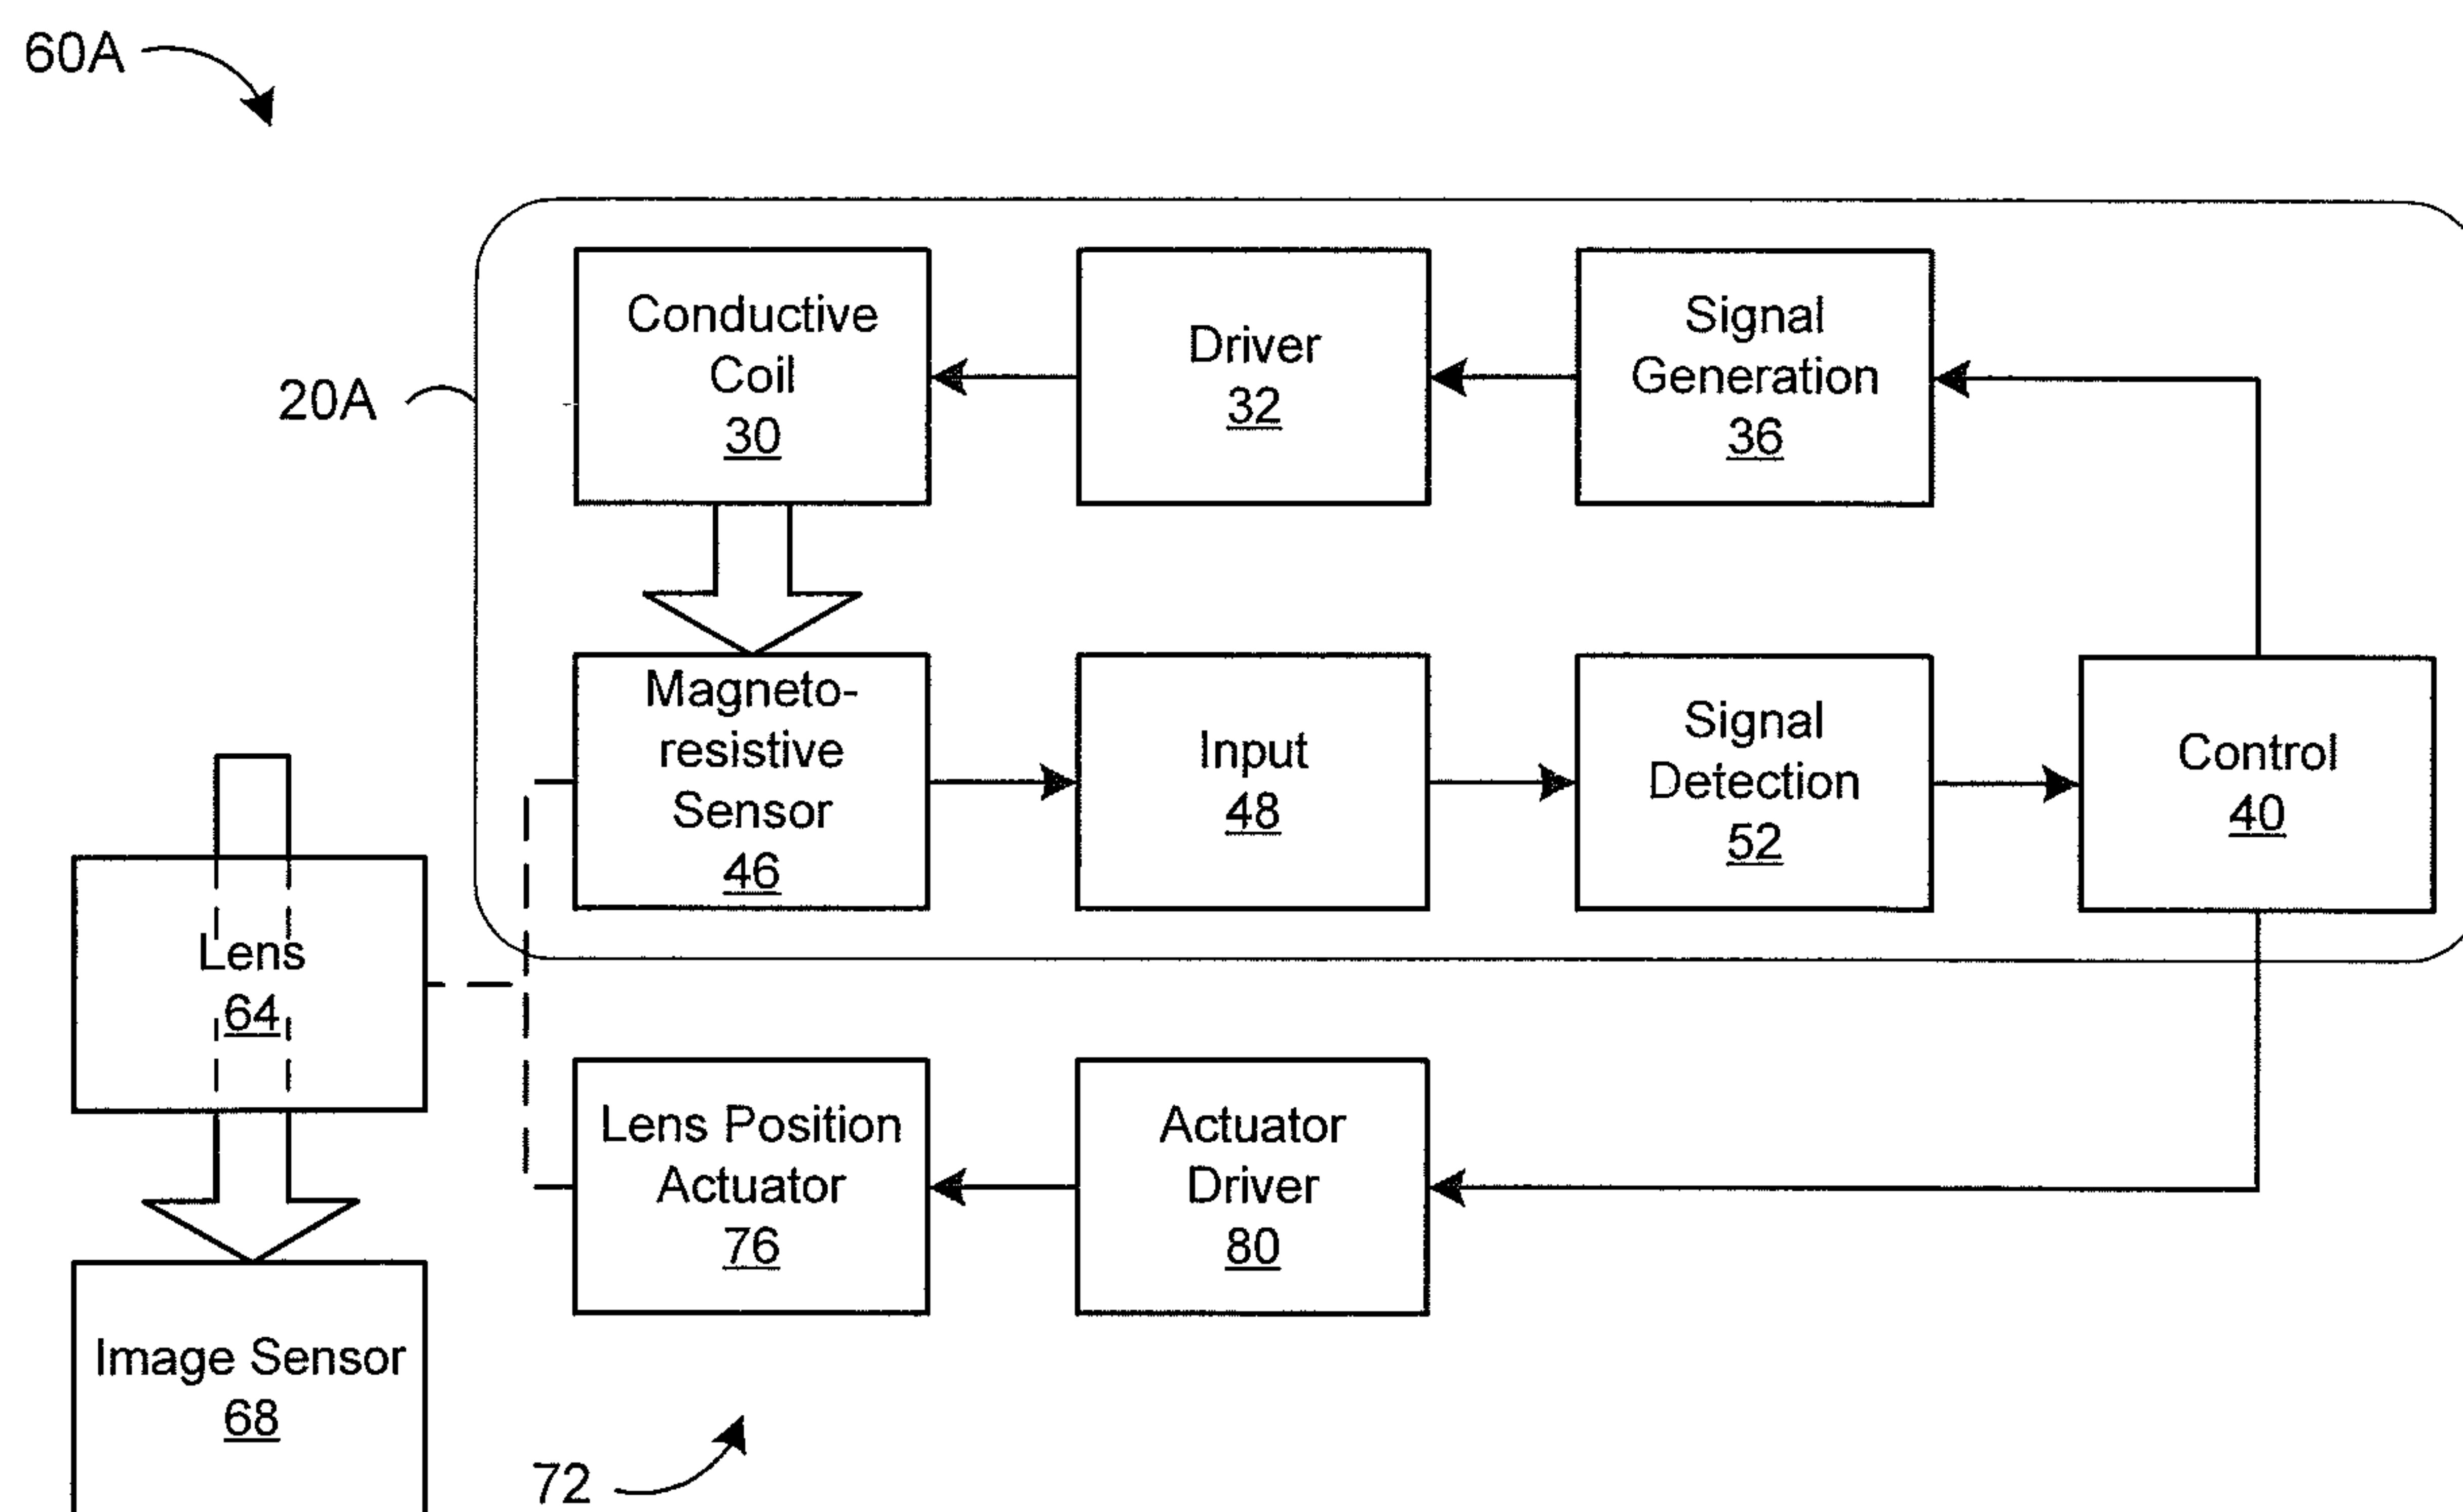 60A
20A
Conductive
Coil
30
Driver
32
Signal
Generation
36
Magneto-
resistive
Sensor
46
Input
48
Signal
Detection
52
Control
40
Lens
64
Lens Position
Actuator
76
Actuator
Driver
80
Image Sensor
68
72